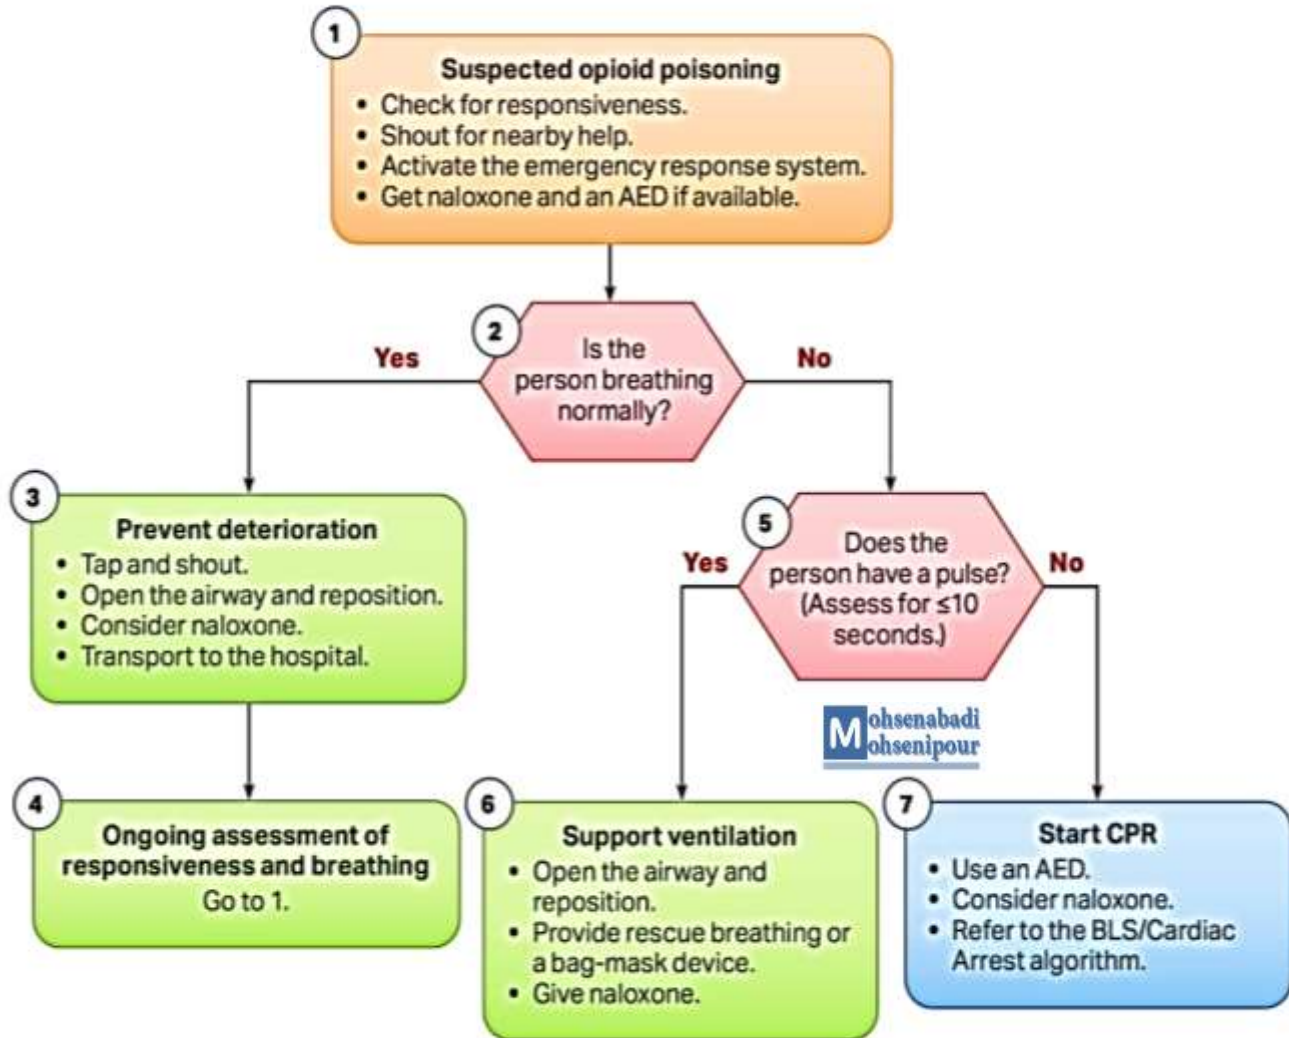 1
Suspected opioid poisoning
• Check for responsiveness.
• Shout for nearby help.
• Activate the emergency response system.
• Get naloxone and an AED if available.
2
Is the
person breathing
normally?
Yes
No
3
Prevent deterioration
• Tap and shout.
• Open the airway and reposition.
• Consider naloxone.
• Transport to the hospital.
4
Ongoing assessment of
responsiveness and breathing
Go to 1.
5
Does the
person have a pulse?
(Assess for ≤10
seconds.)
Yes
No
Mohsenabadi
Mohsenipour
6
Support ventilation
• Open the airway and
reposition.
• Provide rescue breathing or
a bag-mask device.
• Give naloxone.
7
Start CPR
• Use an AED.
• Consider naloxone.
• Refer to the BLS/Cardiac
Arrest algorithm.